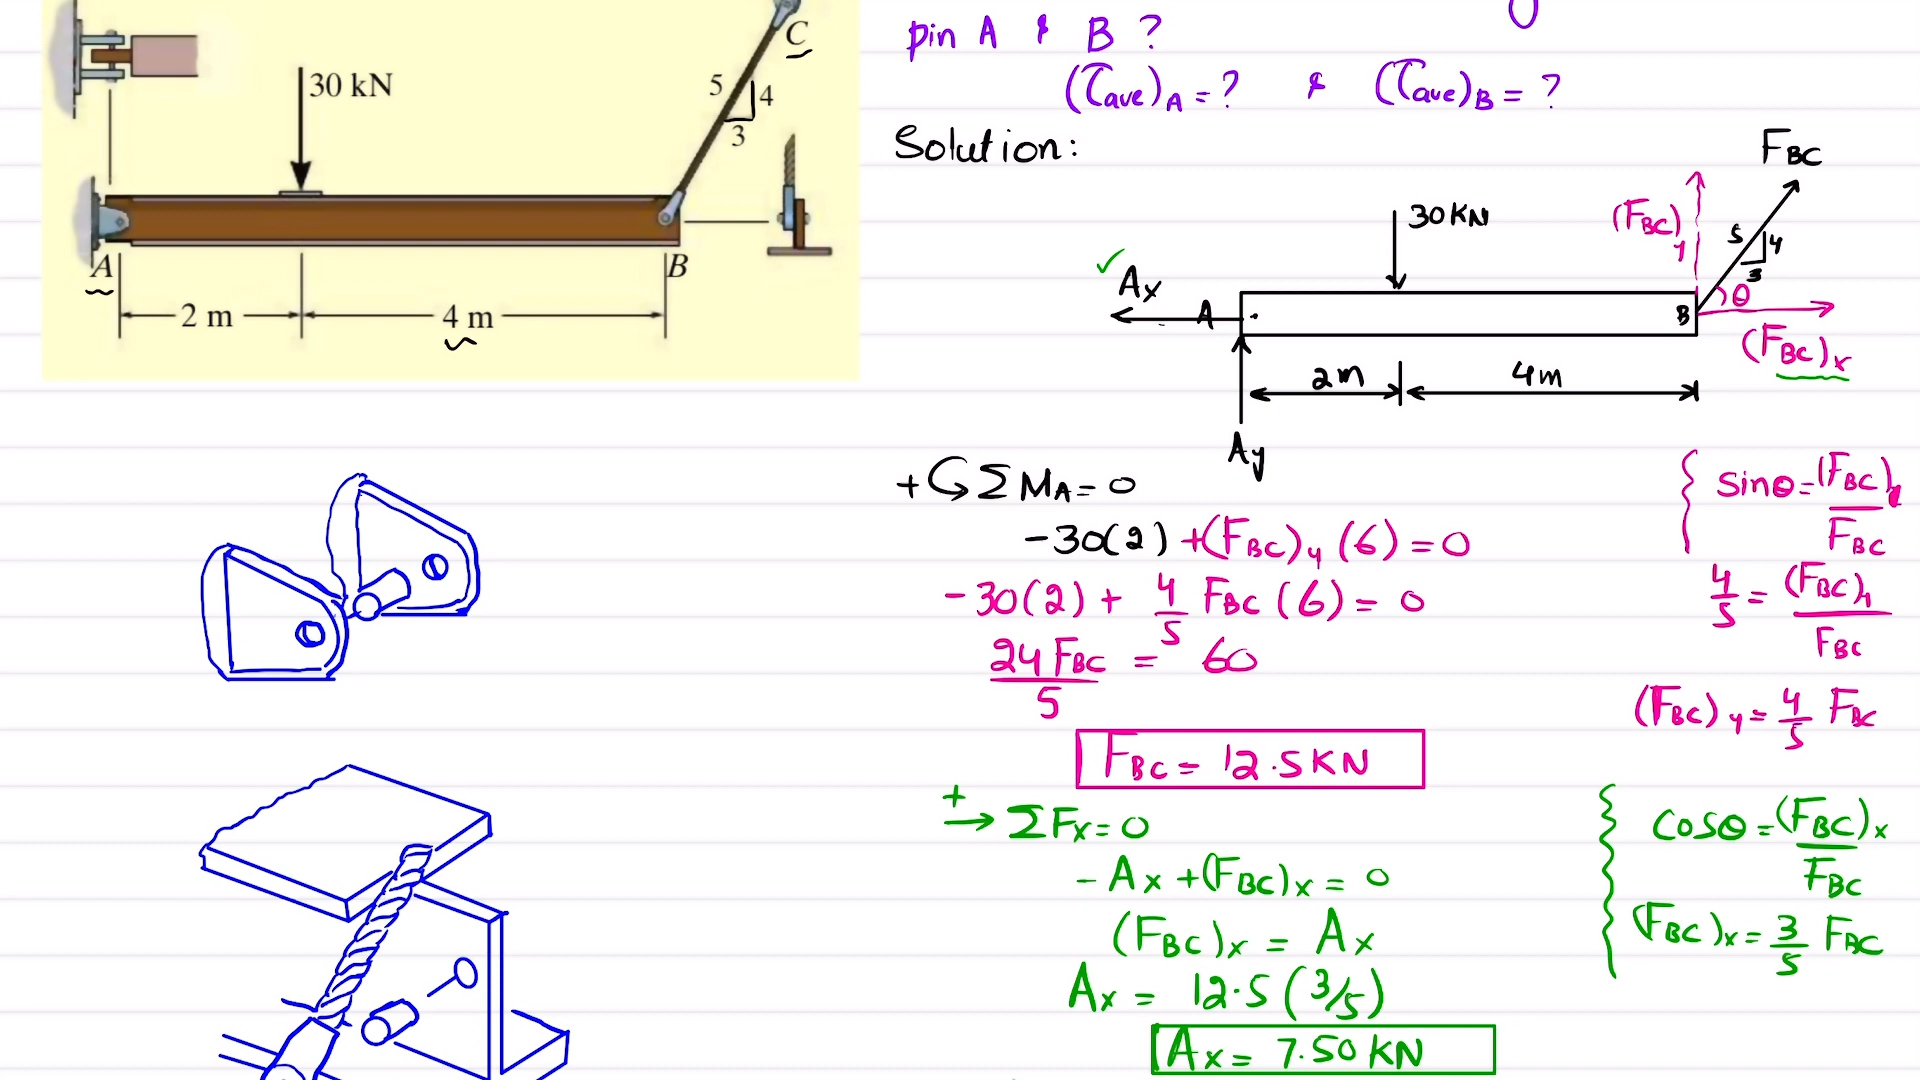 pin A & B ?
(τave)A = ? & (τave)B = ?
Solution:
C
30 kN
5
4
3
A
B
2 m
4 m
FBC
30 KN
(FBC)y
5
4
3
θ
Ax
A
B
(FBC)x
2m
4m
Ay
+ ΣMA = 0
-30(2) + (FBC)y (6) = 0
-30(2) + 4/5 FBC (6) = 0
24 FBC / 5 = 60
FBC = 12.5 KN
sinθ = (FBC)y / FBC
4/5 = (FBC)y / FBC
(FBC)y = 4/5 FBC
+→ ΣFx = 0
-Ax + (FBC)x = 0
(FBC)x = Ax
Ax = 12.5 (3/5)
Ax = 7.50 KN
cosθ = (FBC)x / FBC
(FBC)x = 3/5 FBC